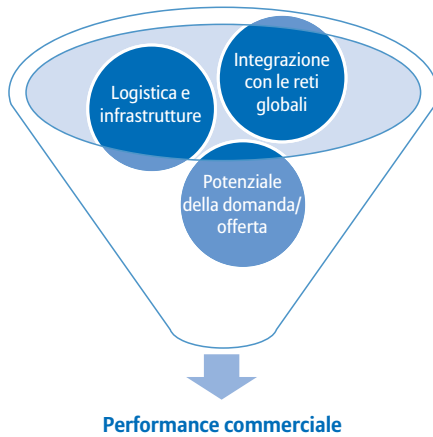 Integrazione
con le reti
globali
Logistica e
infrastrutture
Potenziale
della domanda/
offerta
Performance commerciale